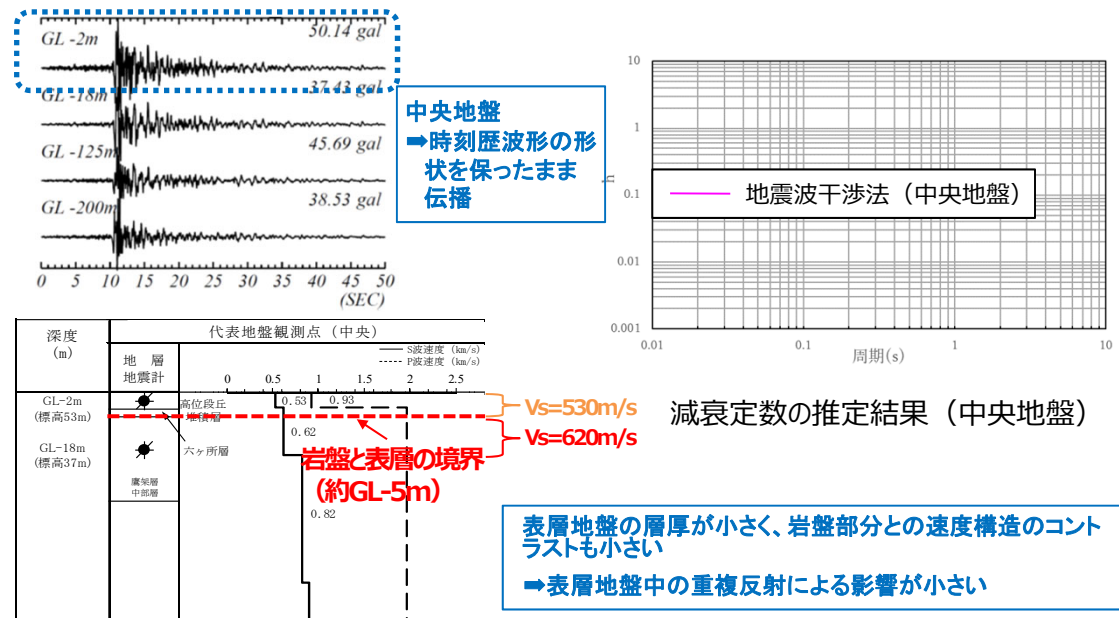 GL -2m
50.14 gal
GL -18m
37.43 gal
GL -125m
45.69 gal
GL -200m
38.53 gal
0 5 10 15 20 25 30 35 40 45 50
(SEC)
中央地盤
➡時刻歴波形の形
状を保ったまま
伝播
10
1
0.1
0.01
0.001
h
地震波干渉法（中央地盤）
0.01 0.1 1 10
周期(s)
減衰定数の推定結果（中央地盤）
深度
(m)
地 層
地震計
代表地盤観測点（中央）
S波速度 (km/s)
P波速度 (km/s)
0 0.5 1 1.5 2 2.5
GL-2m
(標高53m)
高位段丘
堆積層
0.53 0.93
Vs=530m/s
GL-18m
(標高37m)
六ヶ所層
0.62
Vs=620m/s
岩盤と表層の境界
（約GL-5m）
鷹架層
中部層
0.82
表層地盤の層厚が小さく、岩盤部分との速度構造のコント
ラストも小さい
➡表層地盤中の重複反射による影響が小さい